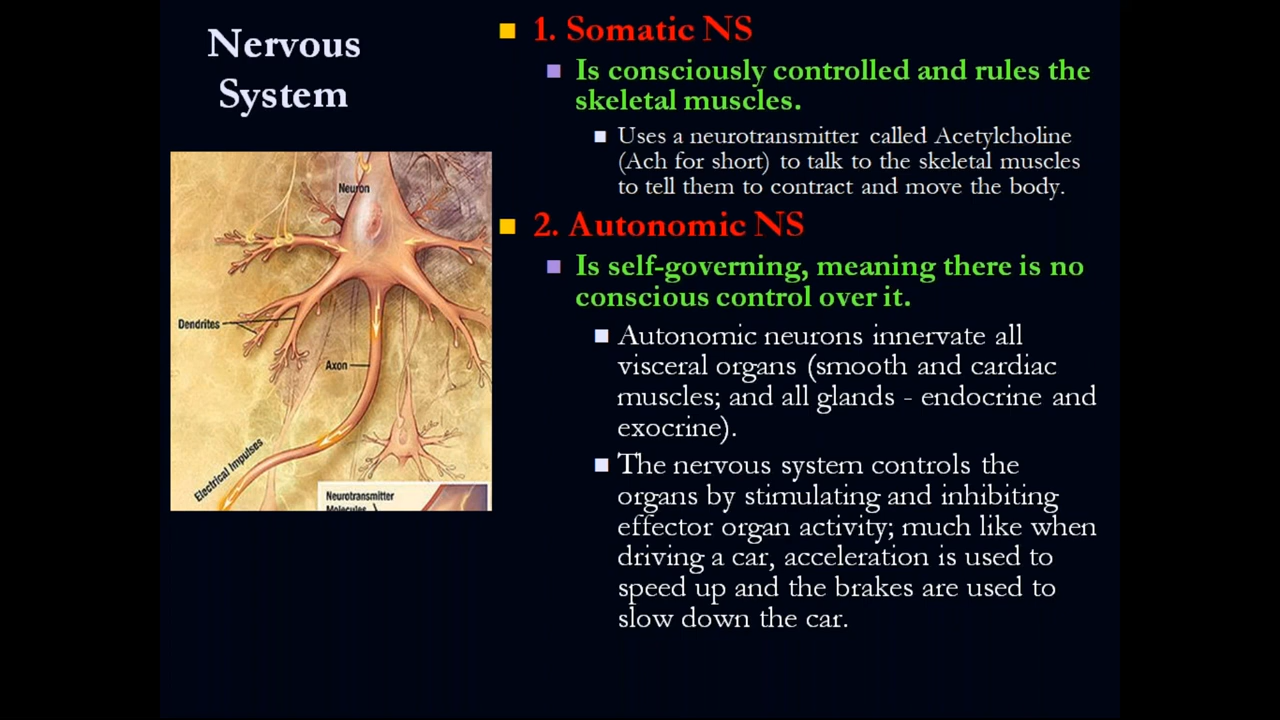 Nervous
System
1. Somatic NS
Is consciously controlled and rules the
skeletal muscles.
Uses a neurotransmitter called Acetylcholine
(Ach for short) to talk to the skeletal muscles
to tell them to contract and move the body.
2. Autonomic NS
Is self-governing, meaning there is no
conscious control over it.
Autonomic neurons innervate all
visceral organs (smooth and cardiac
muscles; and all glands - endocrine and
exocrine).
The nervous system controls the
organs by stimulating and inhibiting
effector organ activity; much like when
driving a car, acceleration is used to
speed up and the brakes are used to
slow down the car.
Neuron
Dendrites
Axon
Electrical Impulses
Neurotransmitter
Molecules